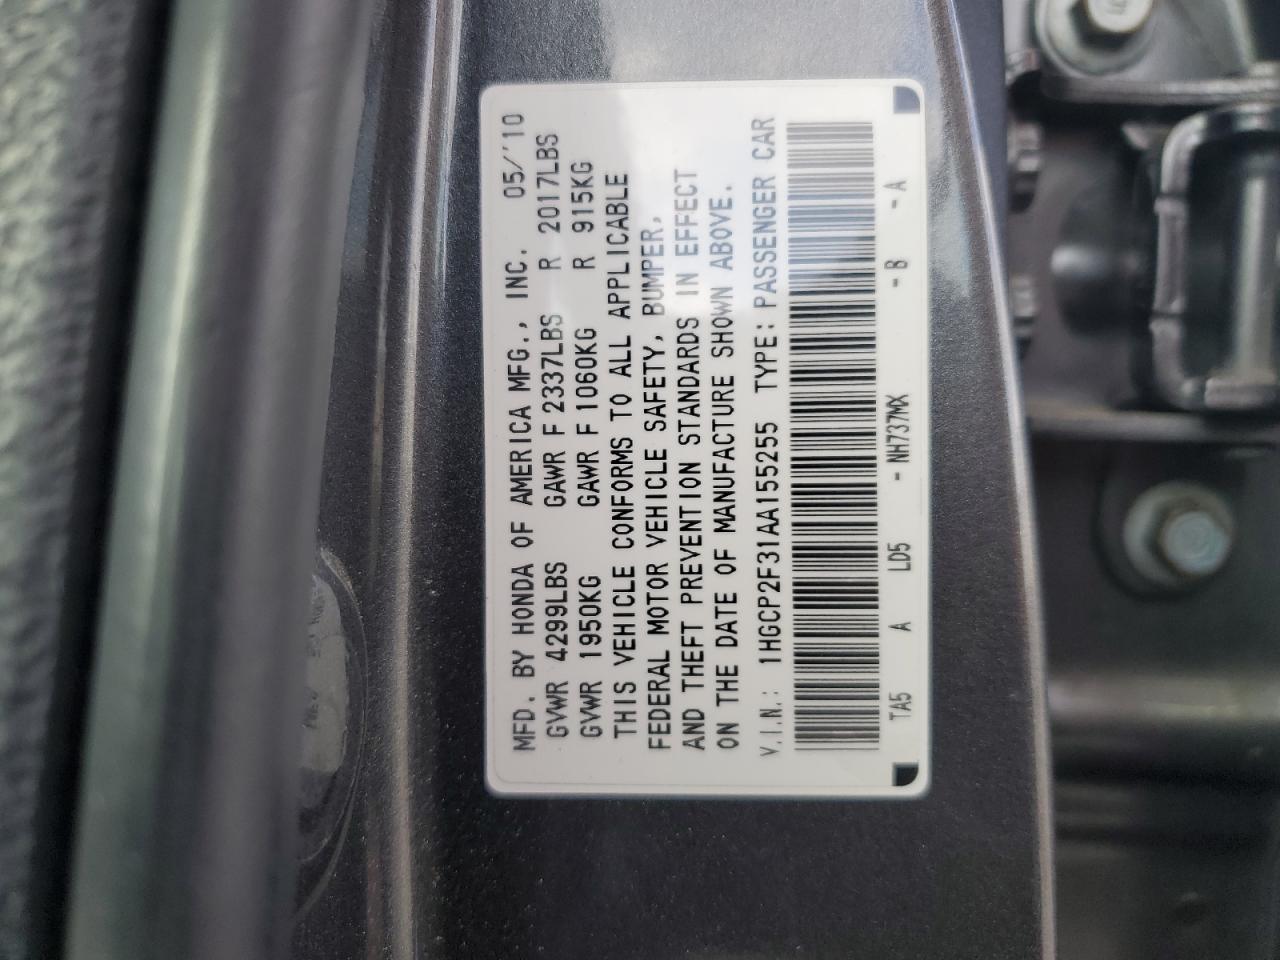 MFD. BY HONDA OF AMERICA MFG., INC. 05/'10
GVWR 4299LBS GAWR F 2337LBS R 2017LBS
GVWR 1950KG GAWR F 1060KG R 915KG
THIS VEHICLE CONFORMS TO ALL APPLICABLE
FEDERAL MOTOR VEHICLE SAFETY, BUMPER,
AND THEFT PREVENTION STANDARDS IN EFFECT
ON THE DATE OF MANUFACTURE SHOWN ABOVE.
V.I.N.: 1HGCP2F31AA155255 TYPE: PASSENGER CAR
TA5 A LD5 - NH737MX - B - A